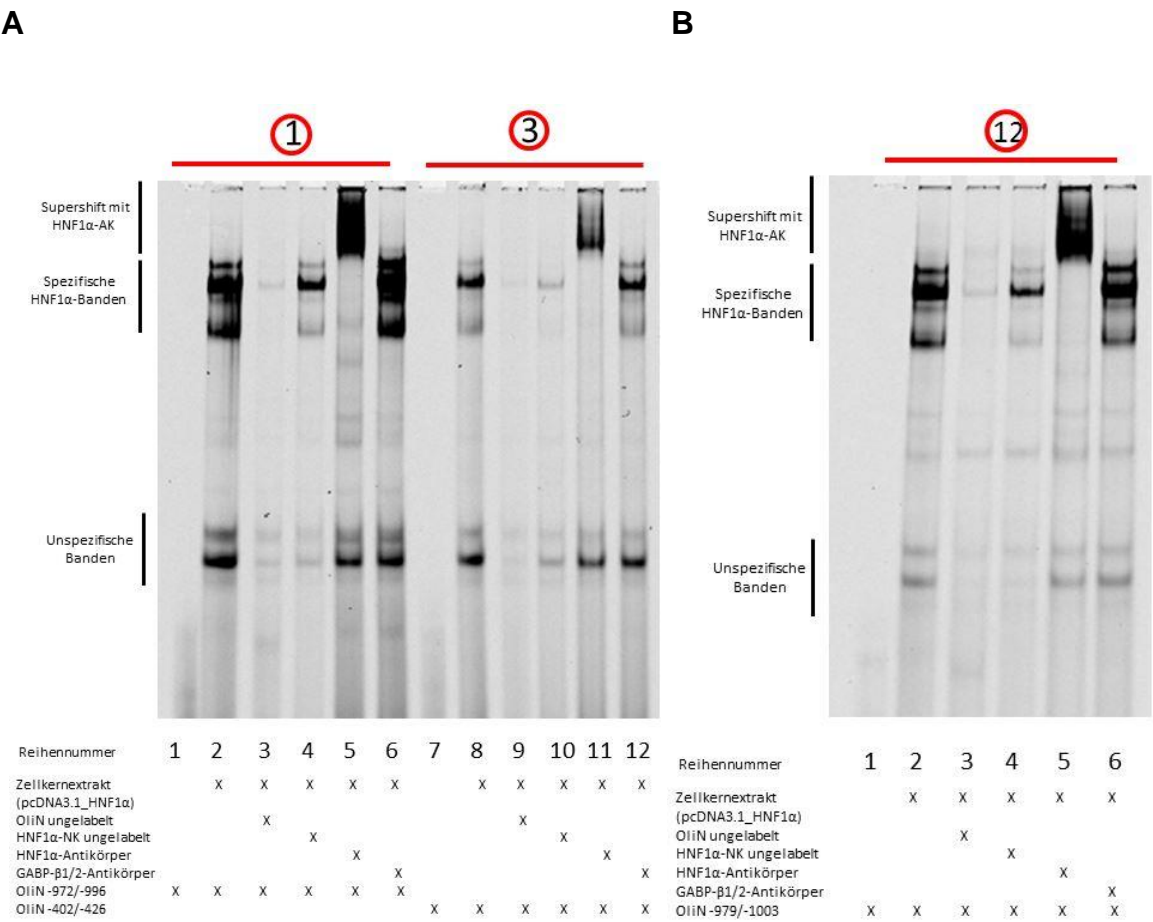 A
B
1
3
12
Supershift mit
HNF1α-AK
Spezifische
HNF1α-Banden
Unspezifische
Banden
Supershift mit
HNF1α-AK
Spezifische
HNF1α-Banden
Unspezifische
Banden
Reihennummer 1 2 3 4 5 6 7 8 9 10 11 12
Zellkernextrakt X X X X X X X X X X
(pcDNA3.1_HNF1α)
OliN ungelabelt X X
HNF1α-NK ungelabelt X X
HNF1α-Antikörper X X
GABP-β1/2-Antikörper X X
OliN -972/-996 X X X X X X
OliN -402/-426 X X X X X X
Reihennummer 1 2 3 4 5 6
Zellkernextrakt X X X X X
(pcDNA3.1_HNF1α)
OliN ungelabelt X
HNF1α-NK ungelabelt X
HNF1α-Antikörper X
GABP-β1/2-Antikörper X
OliN -979/-1003 X X X X X X